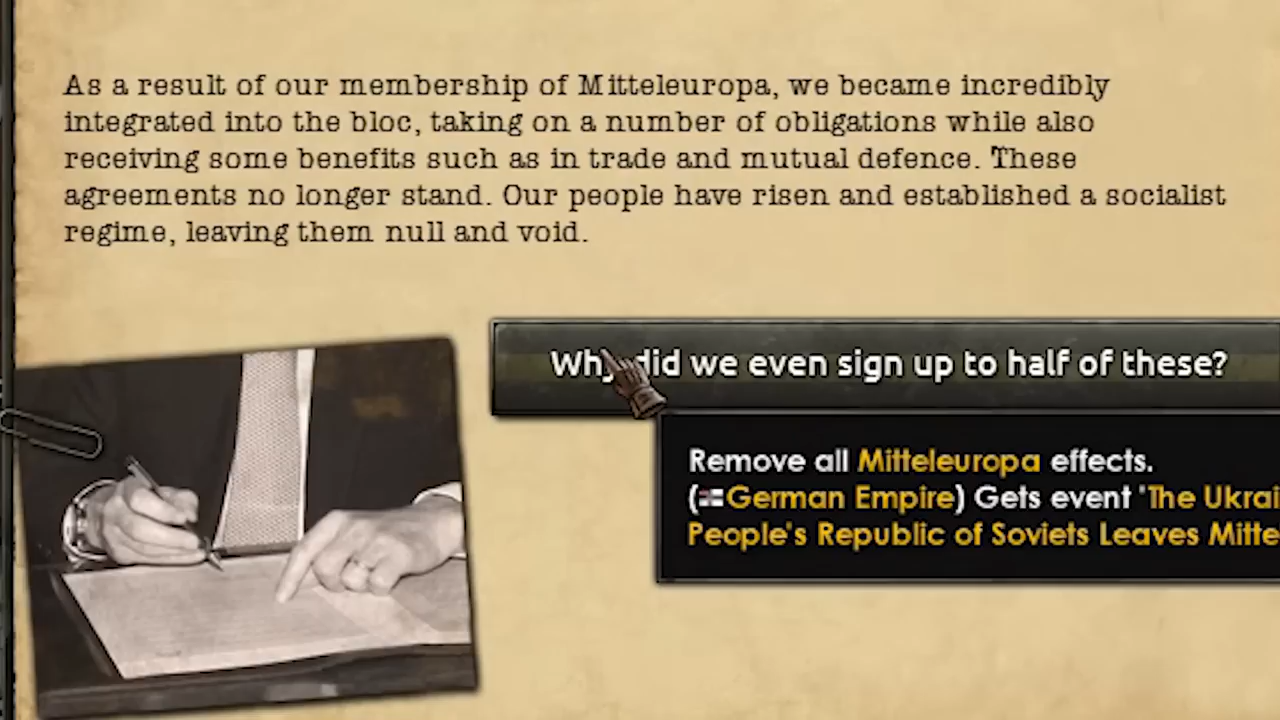 As a result of our membership of Mitteleuropa, we became incredibly
integrated into the bloc, taking on a number of obligations while also
receiving some benefits such as in trade and mutual defence. These
agreements no longer stand. Our people have risen and established a socialist
regime, leaving them null and void.
Why did we even sign up to half of these?
Remove all Mitteleuropa effects.
(German Empire) Gets event 'The Ukrai
People's Republic of Soviets Leaves Mitte